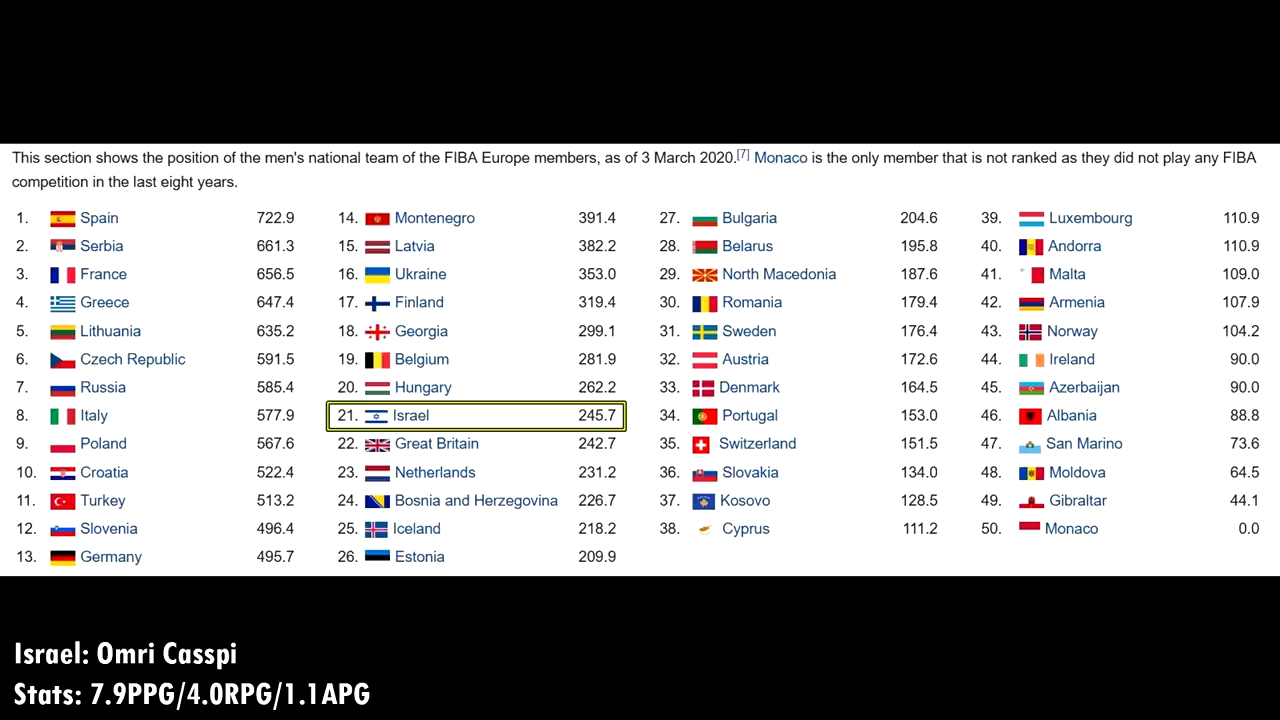 This section shows the position of the men's national team of the FIBA Europe members, as of 3 March 2020.[7] Monaco is the only member that is not ranked as they did not play any FIBA
competition in the last eight years.
1. Spain 722.9
2. Serbia 661.3
3. France 656.5
4. Greece 647.4
5. Lithuania 635.2
6. Czech Republic 591.5
7. Russia 585.4
8. Italy 577.9
9. Poland 567.6
10. Croatia 522.4
11. Turkey 513.2
12. Slovenia 496.4
13. Germany 495.7
14. Montenegro 391.4
15. Latvia 382.2
16. Ukraine 353.0
17. Finland 319.4
18. Georgia 299.1
19. Belgium 281.9
20. Hungary 262.2
21. Israel 245.7
22. Great Britain 242.7
23. Netherlands 231.2
24. Bosnia and Herzegovina 226.7
25. Iceland 218.2
26. Estonia 209.9
27. Bulgaria 204.6
28. Belarus 195.8
29. North Macedonia 187.6
30. Romania 179.4
31. Sweden 176.4
32. Austria 172.6
33. Denmark 164.5
34. Portugal 153.0
35. Switzerland 151.5
36. Slovakia 134.0
37. Kosovo 128.5
38. Cyprus 111.2
39. Luxembourg 110.9
40. Andorra 110.9
41. Malta 109.0
42. Armenia 107.9
43. Norway 104.2
44. Ireland 90.0
45. Azerbaijan 90.0
46. Albania 88.8
47. San Marino 73.6
48. Moldova 64.5
49. Gibraltar 44.1
50. Monaco 0.0
Israel: Omri Casspi
Stats: 7.9PPG/4.0RPG/1.1APG